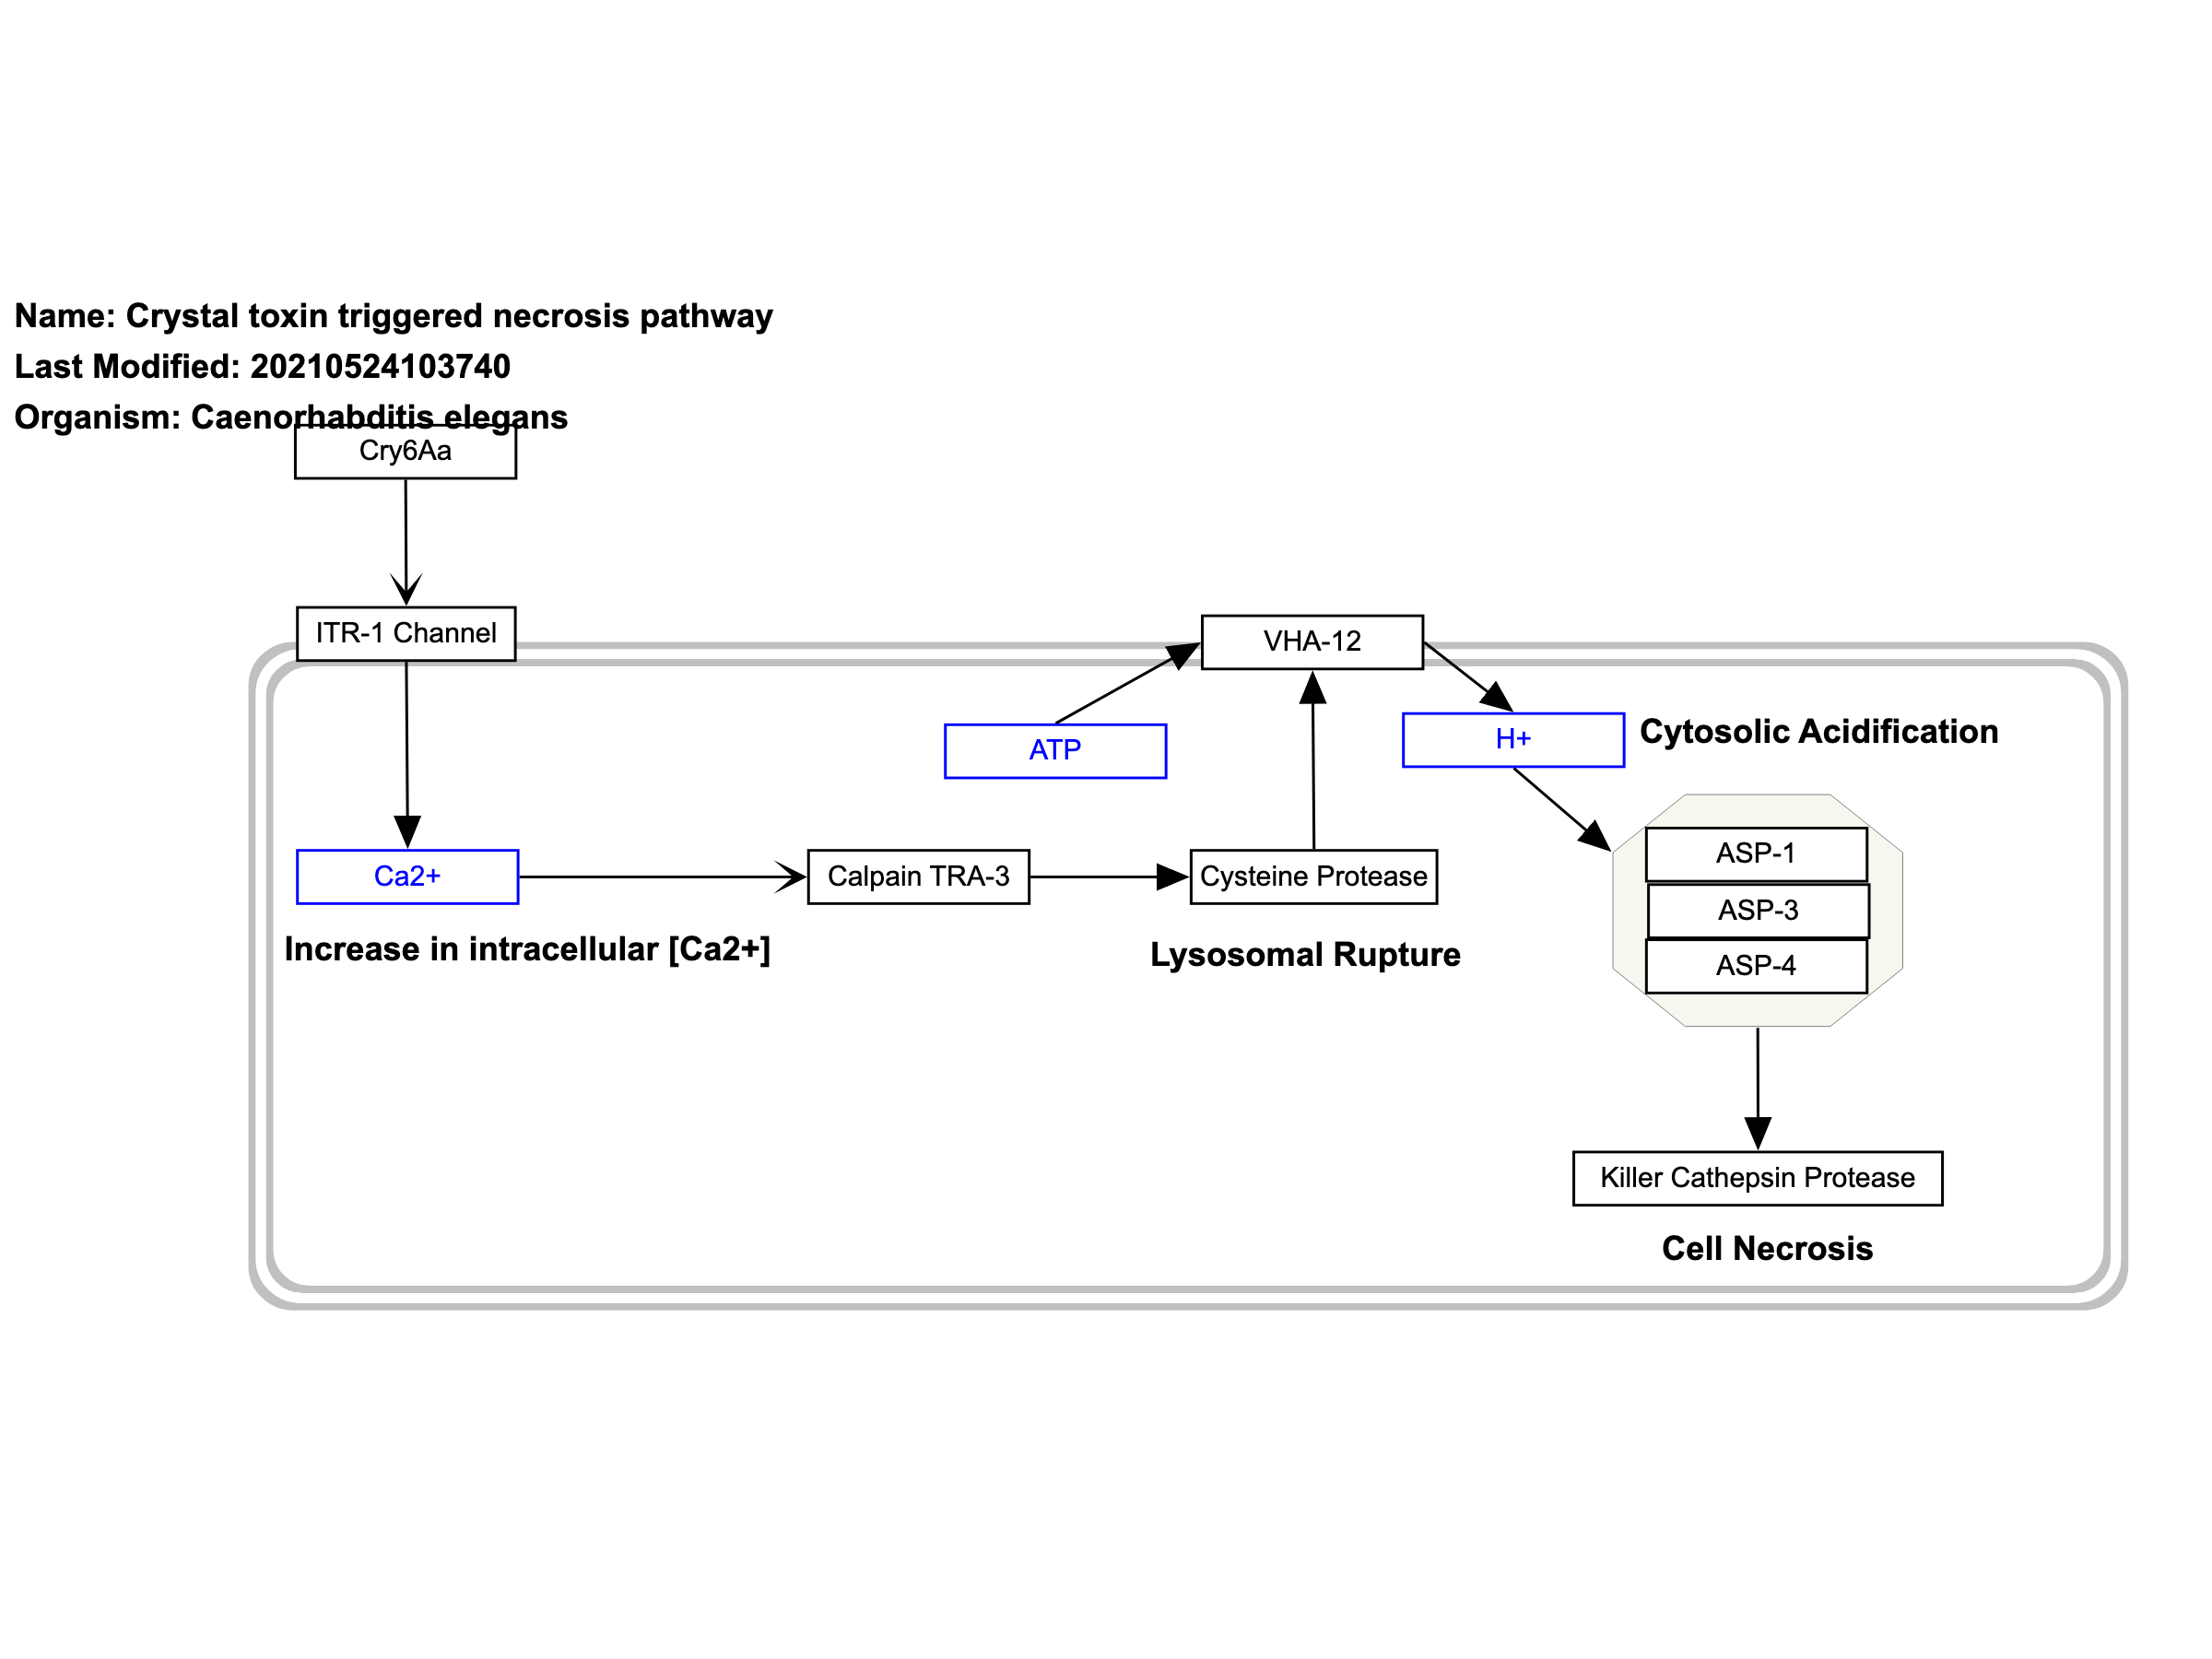 Name: Crystal toxin triggered necrosis pathway
Last Modified: 20210524103740
Organism: Caenorhabditis elegans
Cry6Aa
ITR-1 Channel
VHA-12
ATP
H+
Cytosolic Acidification
Ca2+
Calpain TRA-3
Cysteine Protease
ASP-1
ASP-3
ASP-4
Increase in intracellular [Ca2+]
Lysosomal Rupture
Killer Cathepsin Protease
Cell Necrosis